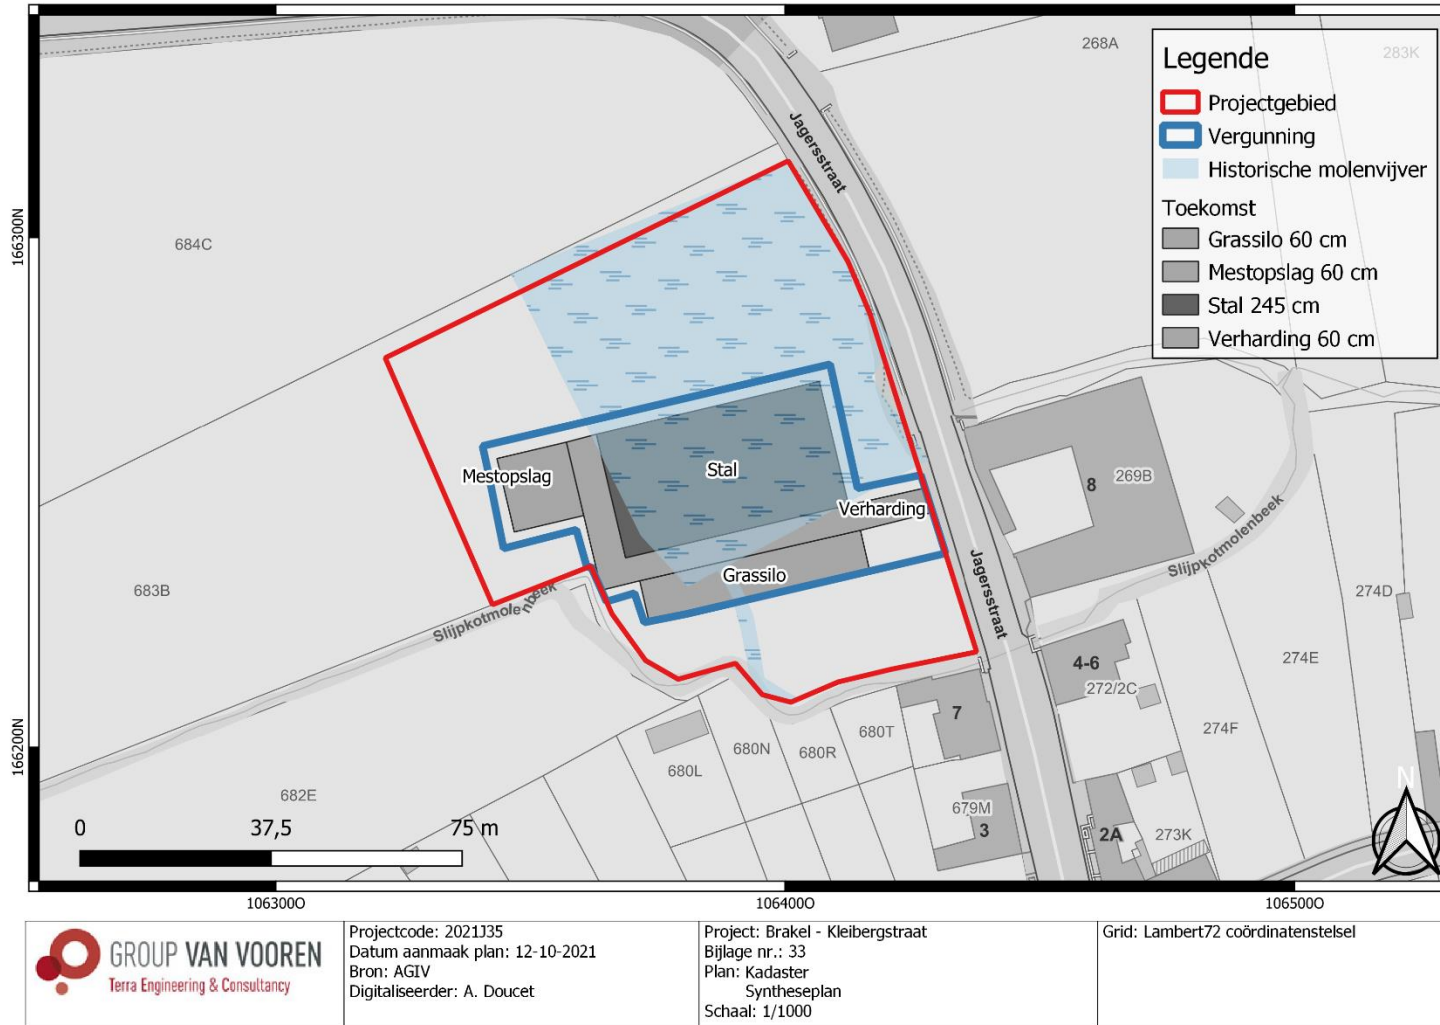 268A
283K
Legende
Projectgebied
Vergunning
Historische molenvijver
Toekomst
Grassilo 60 cm
Mestopslag 60 cm
Stal 245 cm
Verharding 60 cm
Jagersstraat
166300N
684C
Mestopslag
Stal
Verharding
8
269B
Grassilo
Slijpkotmolenbeek
683B
Slijpkotmolenbeek
Jagersstraat
274D
4-6
274E
272/2C
7
274F
680T
680N
680R
680L
166200N
682E
679M
3
2A
273K
N
0 37,5 75 m
106300O
106400O
106500O
GROUP VAN VOOREN
Terra Engineering & Consultancy
Projectcode: 2021J35
Datum aanmaak plan: 12-10-2021
Bron: AGIV
Digitaliseerder: A. Doucet
Project: Brakel - Kleibergstraat
Bijlage nr.: 33
Plan: Kadaster
Syntheseplan
Schaal: 1/1000
Grid: Lambert72 coördinatenstelsel